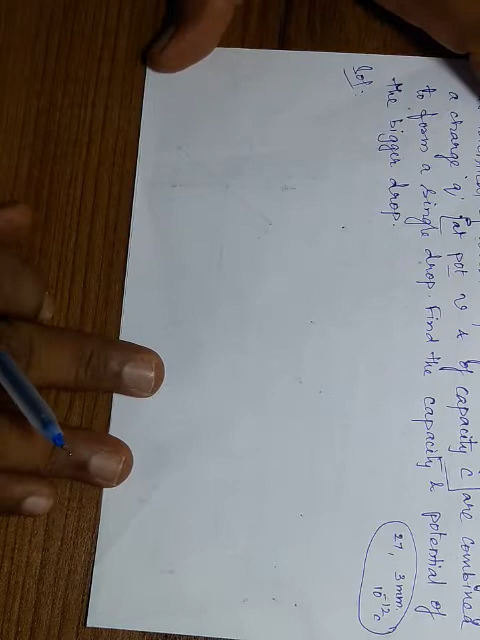 a charge 'q' [at pot v, & of capacity c] are combined
to form a single drop. Find the capacity & potential of
the bigger drop.
27, 3mm,
10⁻¹² c
Sol: